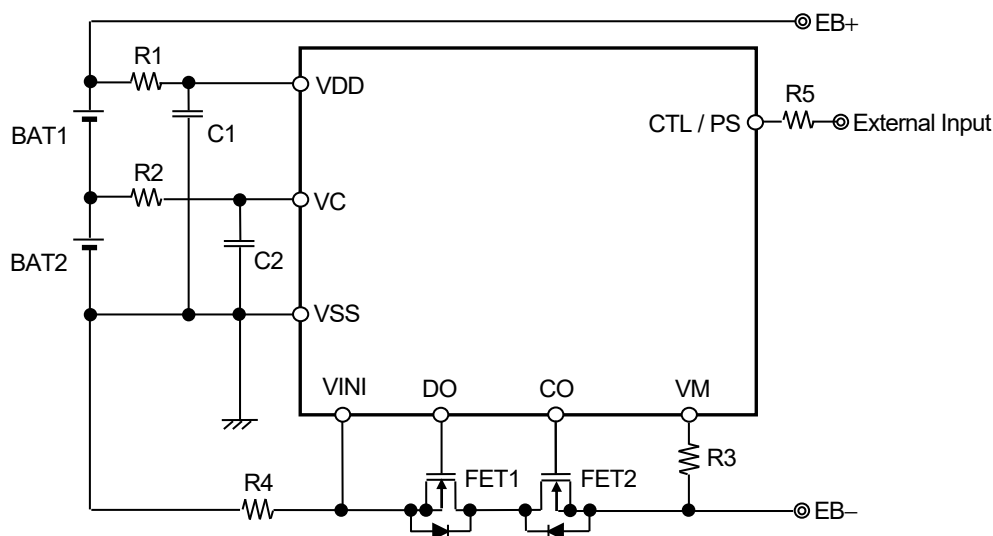 EB+
R1
VDD
R5
BAT1
C1
CTL / PS
External Input
R2
VC
BAT2
C2
VSS
VINI
DO
CO
VM
R4
FET1
FET2
R3
EB−